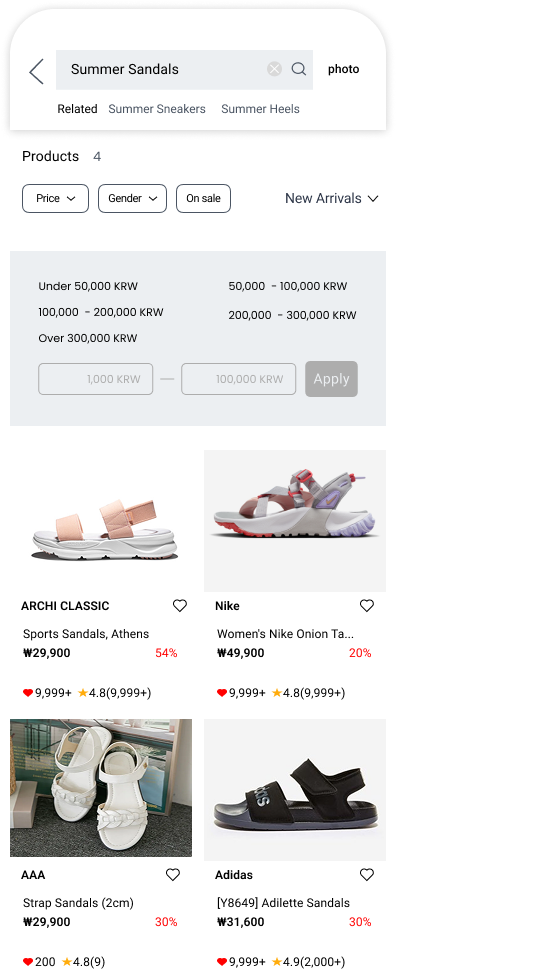 Summer Sandals
photo
Related Summer Sneakers Summer Heels
Products 4
Price Gender On sale New Arrivals
Under 50,000 KRW 50,000 - 100,000 KRW
100,000 - 200,000 KRW 200,000 - 300,000 KRW
Over 300,000 KRW
1,000 KRW — 100,000 KRW Apply
ARCHI CLASSIC
Sports Sandals, Athens
₩29,900 54%
9,999+ 4.8(9,999+)
Nike
Women's Nike Onion Ta...
₩49,900 20%
9,999+ 4.8(9,999+)
AAA
Strap Sandals (2cm)
₩29,900 30%
200 4.8(9)
Adidas
[Y8649] Adilette Sandals
₩31,600 30%
9,999+ 4.9(2,000+)